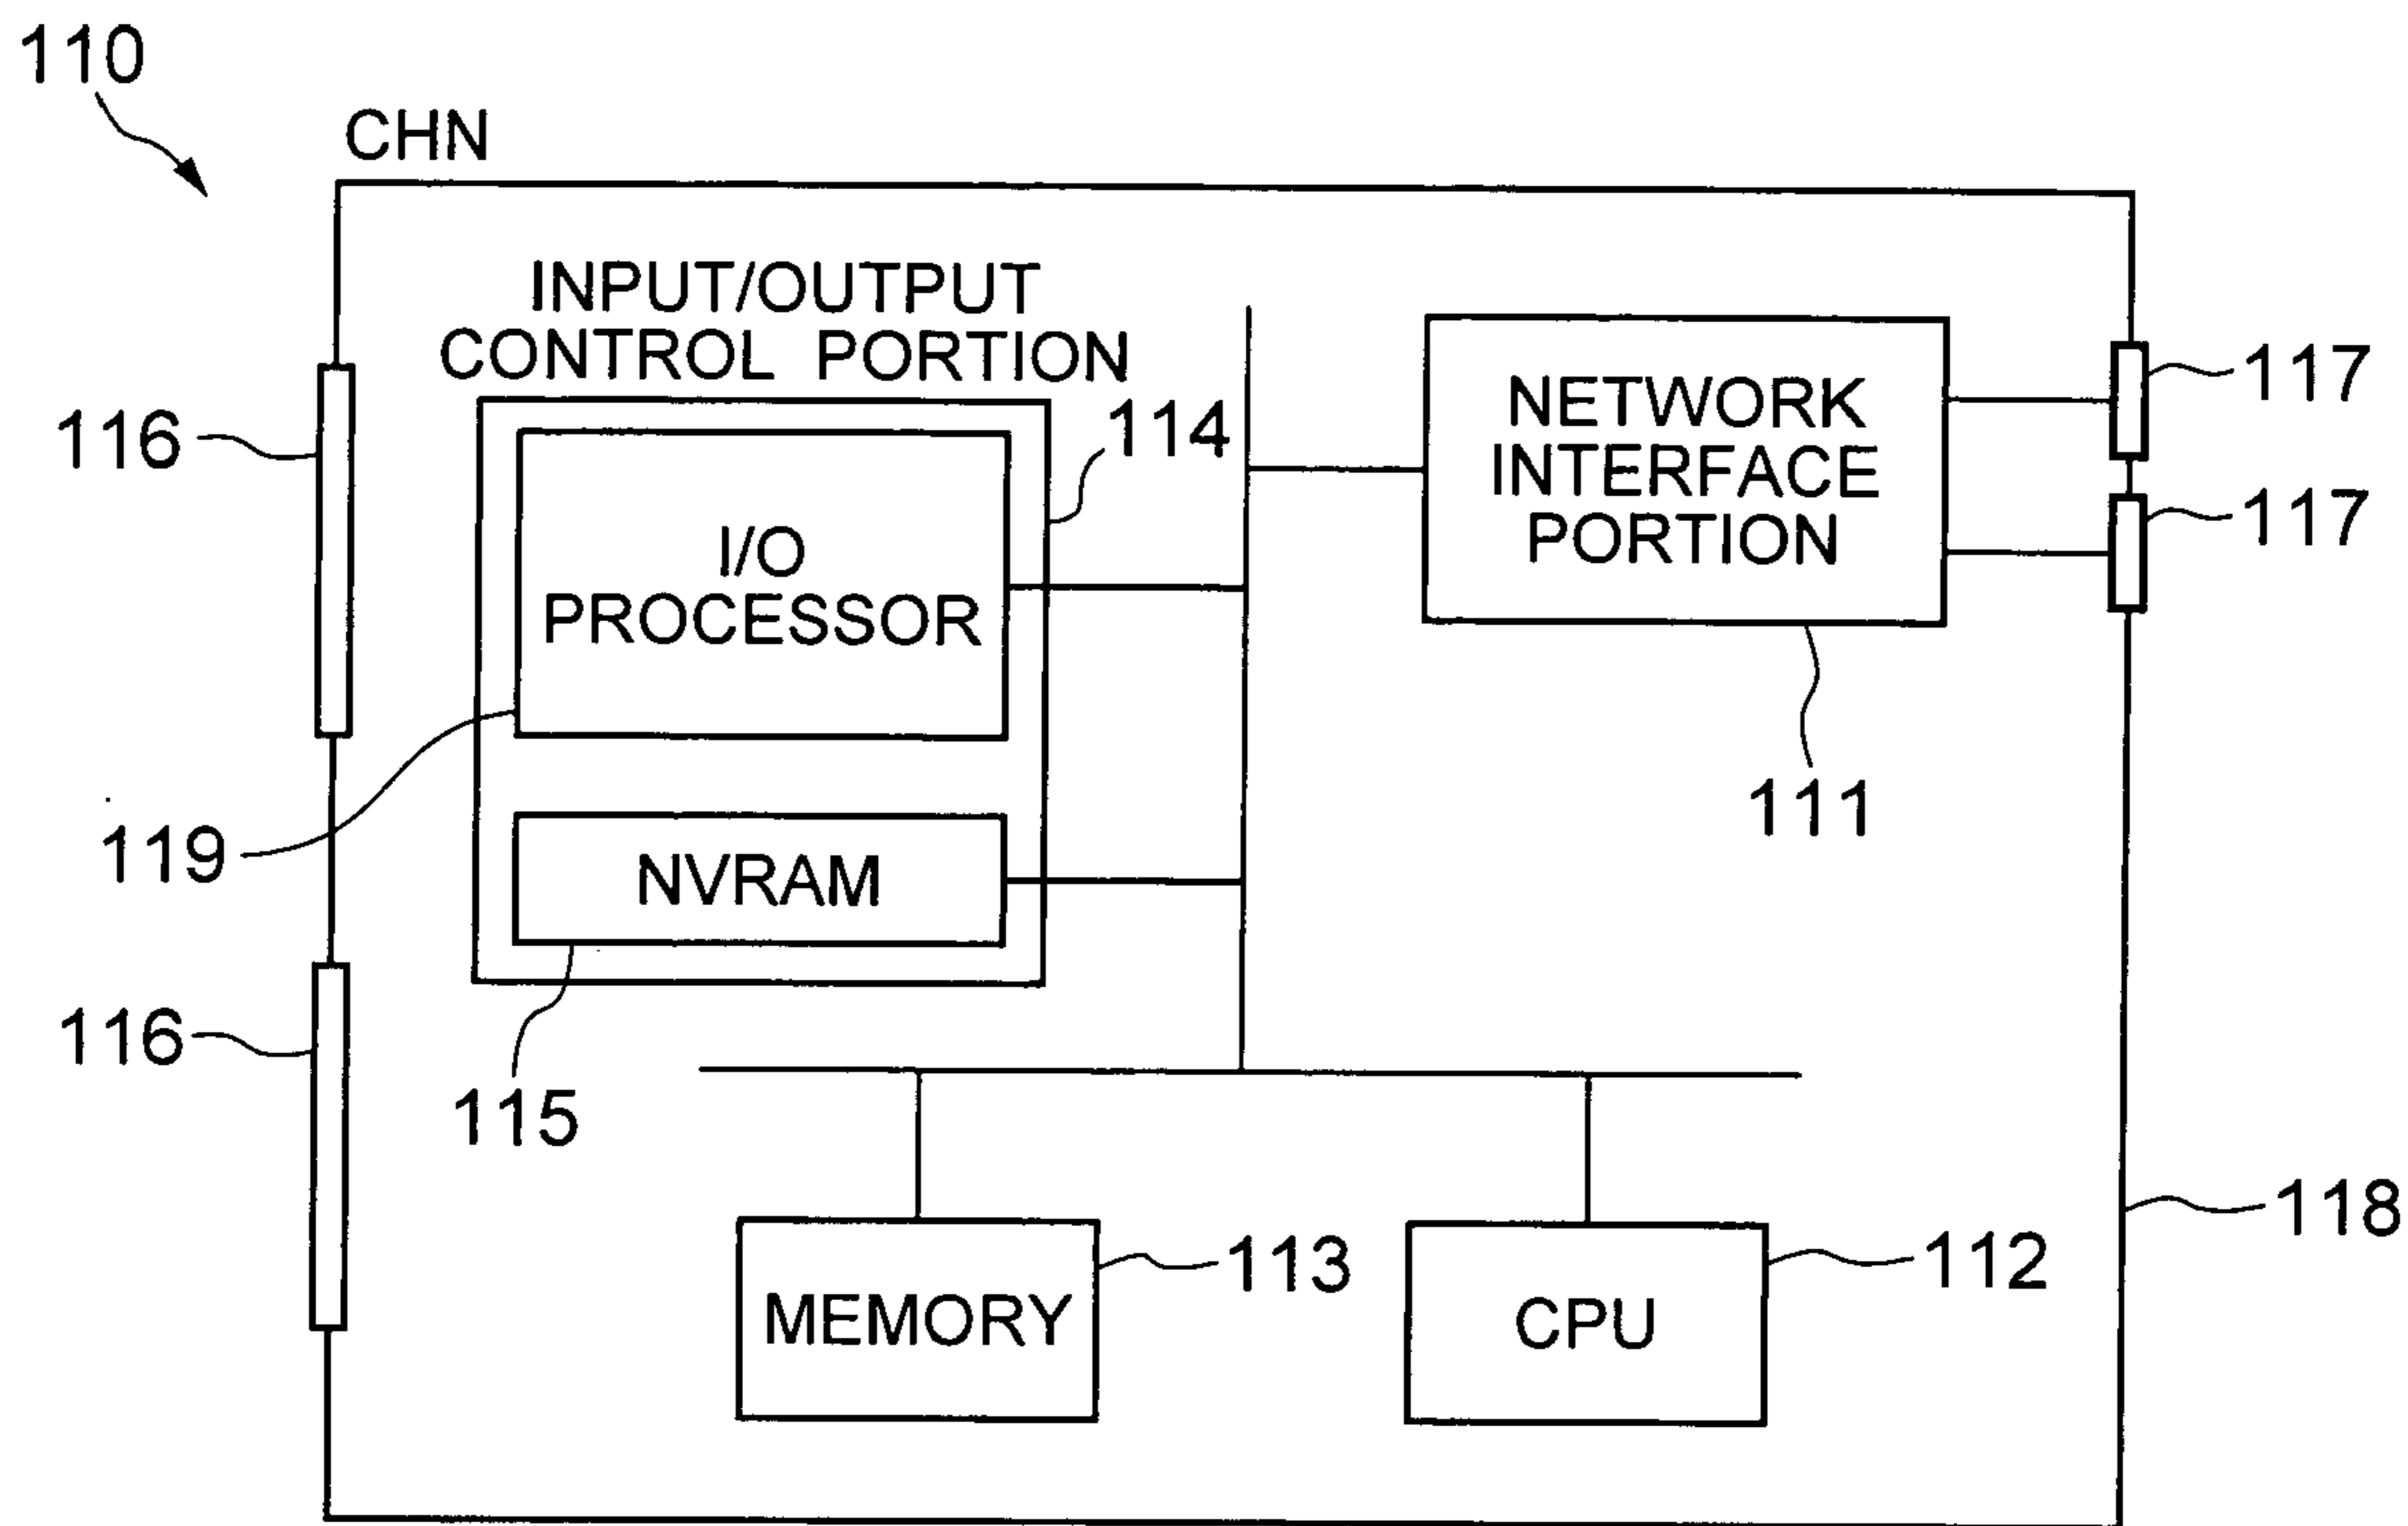 110
CHN
INPUT/OUTPUT
CONTROL PORTION
114
116
I/O
PROCESSOR
NETWORK
INTERFACE
PORTION
117
117
111
119
NVRAM
116
115
118
113
112
MEMORY
CPU